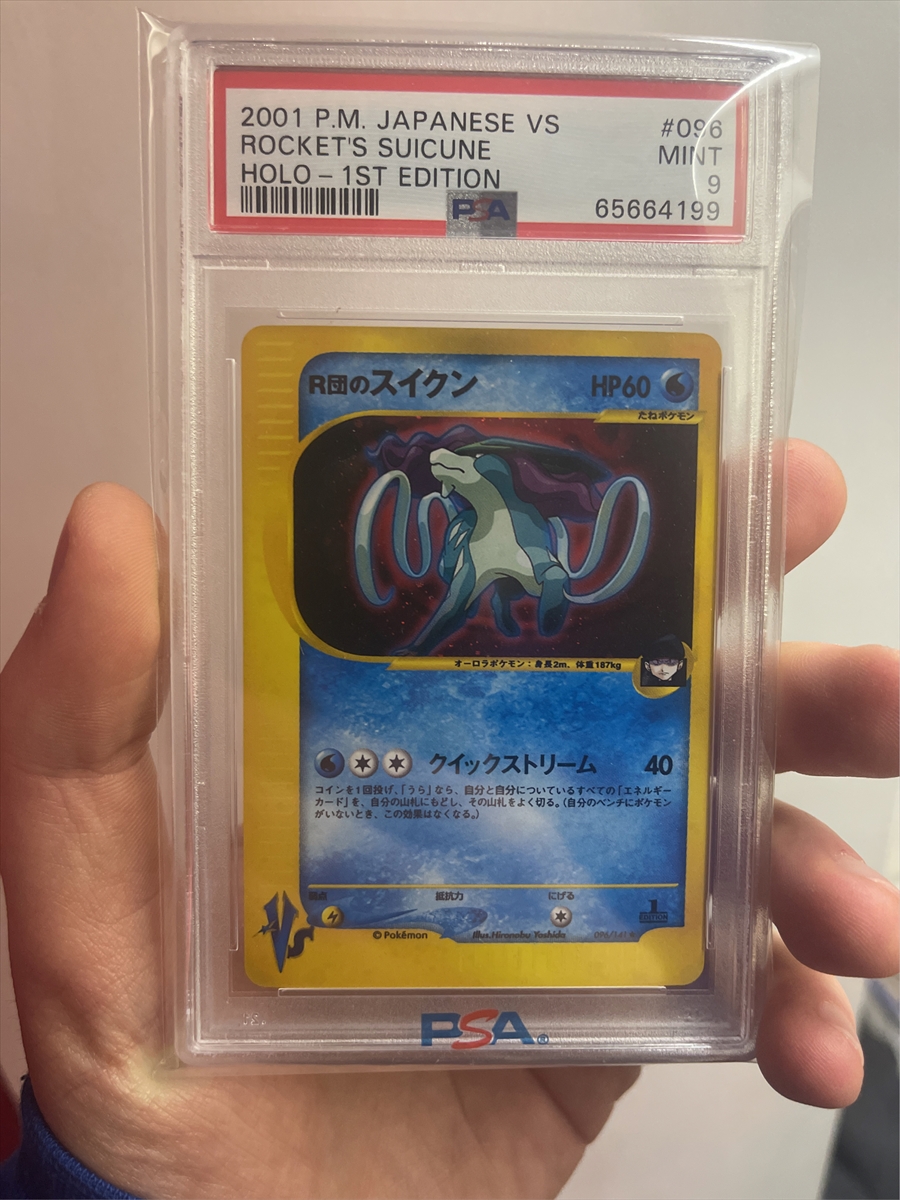 2001 P.M. JAPANESE VS #096
ROCKET'S SUICUNE MINT
HOLO – 1ST EDITION 9
PSA 65664199
R団のスイクン HP60
たねポケモン
オーロラポケモン：身長2m、体重187kg
クイックストリーム 40
コインを1回投げ、「うら」なら、自分と自分についているすべての「エネルギー
カード」を、自分の山札にもどし、その山札をよく切る。（自分のベンチにポケモン
がいないとき、この効果はなくなる。）
弱点 抵抗力 にげる
1
EDITION
VS ©Pokémon Illus.Hironobu Yoshida 096/141 ★
PSA®